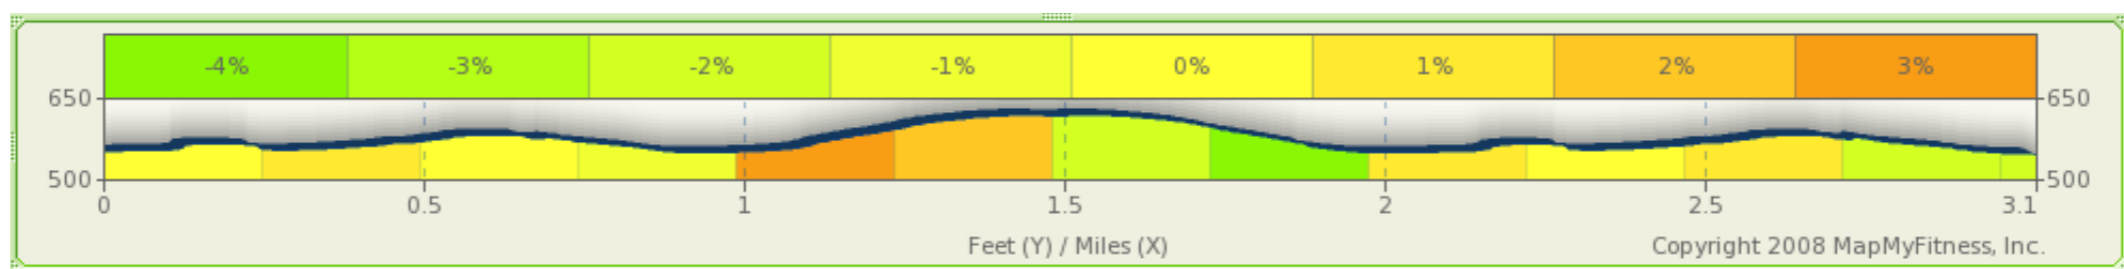 -4% -3% -2% -1% 0% 1% 2% 3%
650 650
500 500
0 0.5 1 1.5 2 2.5 3.1
Feet (Y) / Miles (X) Copyright 2008 MapMyFitness, Inc.